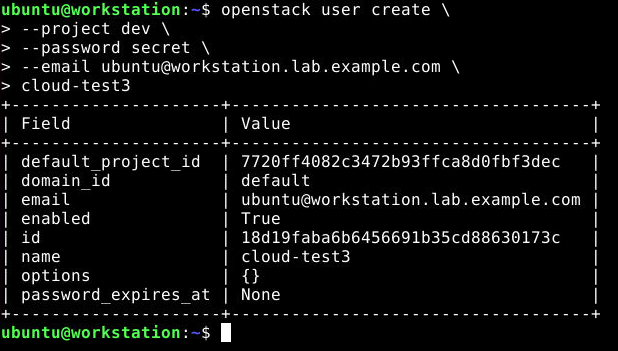 ubuntu@workstation:~$ openstack user create \
> --project dev \
> --password secret \
> --email ubuntu@workstation.lab.example.com \
> cloud-test3
+---------------------+----------------------------------+
| Field               | Value                            |
+---------------------+----------------------------------+
| default_project_id  | 7720ff4082c3472b93ffca8d0fbf3dec |
| domain_id           | default                          |
| email               | ubuntu@workstation.lab.example.com |
| enabled             | True                             |
| id                  | 18d19faba6b6456691b35cd88630173c |
| name                | cloud-test3                      |
| options             | {}                               |
| password_expires_at | None                             |
+---------------------+----------------------------------+
ubuntu@workstation:~$